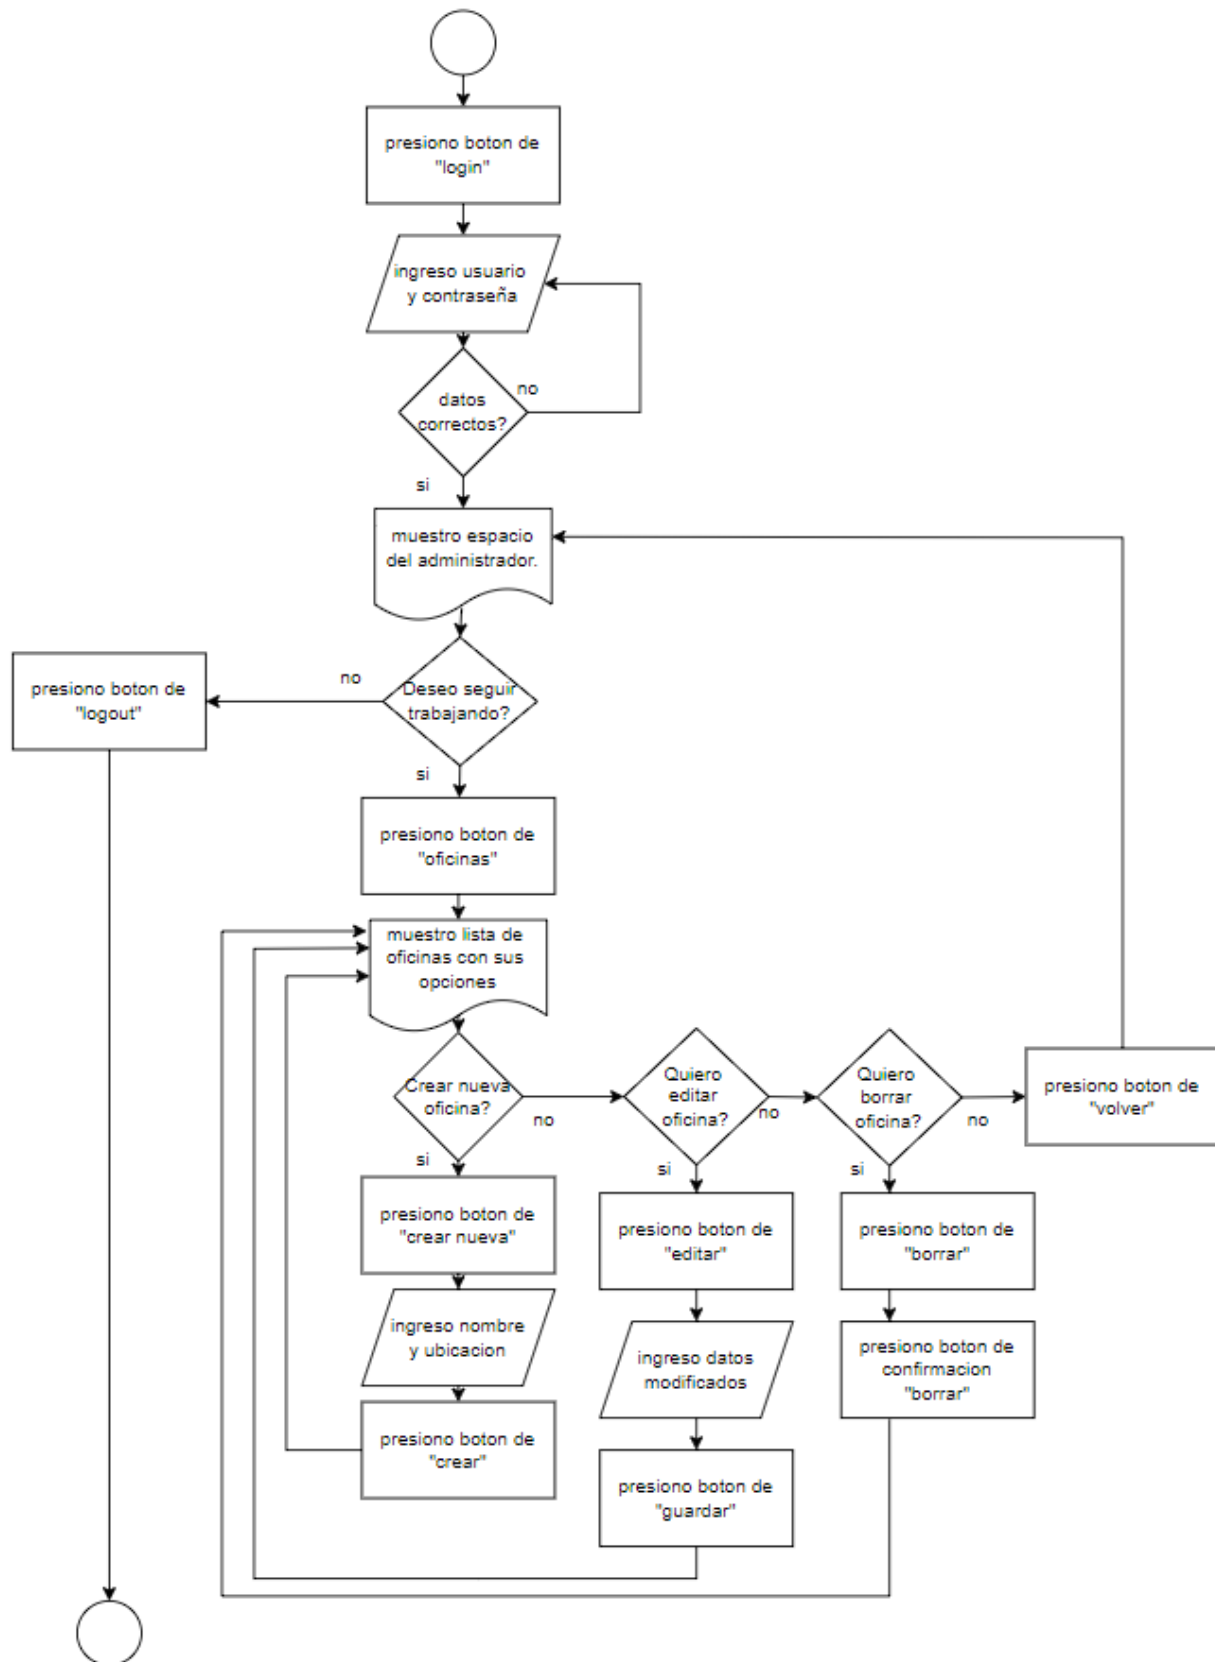 presiono boton de
"login"
ingreso usuario
y contraseña
datos
correctos?
no
si
muestro espacio
del administrador.
Deseo seguir
trabajando?
no
presiono boton de
"logout"
si
presiono boton de
"oficinas"
muestro lista de
oficinas con sus
opciones
Crear nueva
oficina?
no
Quiero
editar
oficina?
no
Quiero
borrar
oficina?
no
presiono boton de
"volver"
si
presiono boton de
"crear nueva"
ingreso nombre
y ubicacion
presiono boton de
"crear"
si
presiono boton de
"editar"
ingreso datos
modificados
presiono boton de
"guardar"
si
presiono boton de
"borrar"
presiono boton de
confirmacion
"borrar"